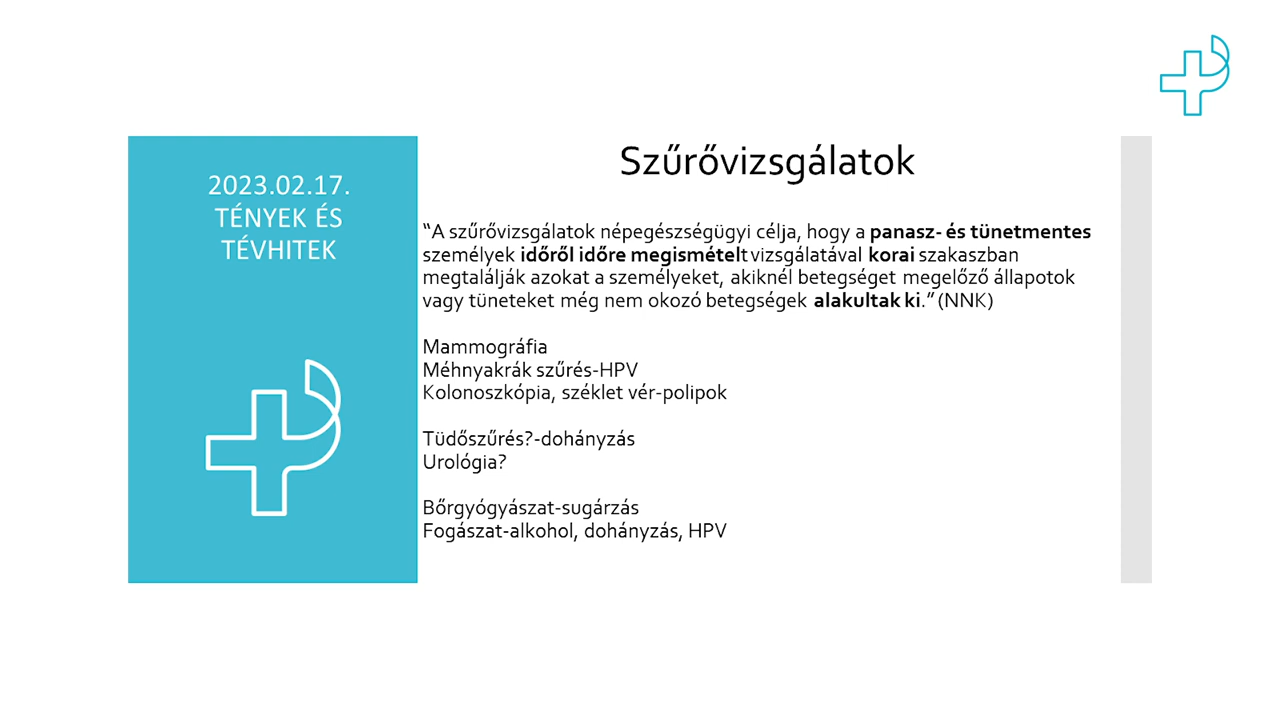 2023.02.17.
TÉNYEK ÉS
TÉVHITEK
Szűrővizsgálatok
“A szűrővizsgálatok népegészségügyi célja, hogy a panasz- és tünetmentes
személyek időről időre megismételt vizsgálatával korai szakaszban
megtalálják azokat a személyeket, akiknél betegséget megelőző állapotok
vagy tüneteket még nem okozó betegségek alakultak ki.” (NNK)
Mammográfia
Méhnyakrák szűrés-HPV
Kolonoszkópia, széklet vér-polipok
Tüdőszűrés?-dohányzás
Urológia?
Bőrgyógyászat-sugárzás
Fogászat-alkohol, dohányzás, HPV